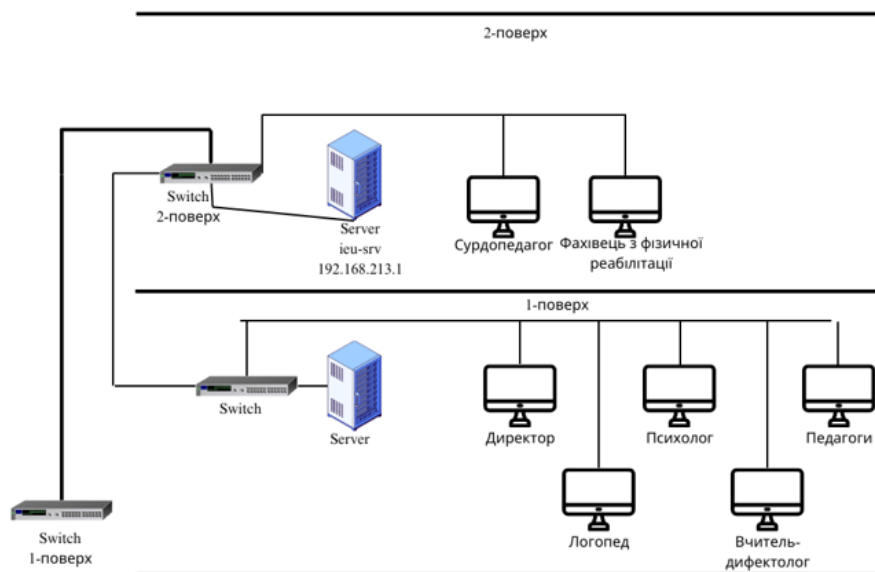 2-поверх
Switch
2-поверх
Server
ieu-srv
192.168.213.1
Сурдопедагог
Фахівець з фізичної
реабілітації
1-поверх
Switch
Server
Директор
Психолог
Педагоги
Switch
1-поверх
Логопед
Вчитель-
дифектолог